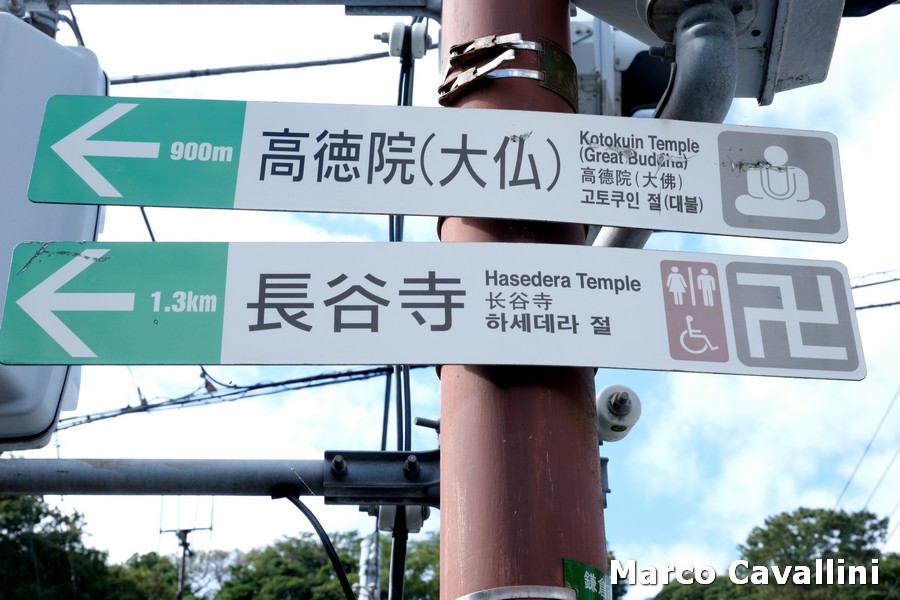 900m
高徳院(大仏)
Kotokuin Temple
(Great Buddha)
高德院(大佛)
고토쿠인 절(대불)
1.3km
長谷寺
Hasedera Temple
长谷寺
하세데라 절
鎌倉
Marco Cavallini